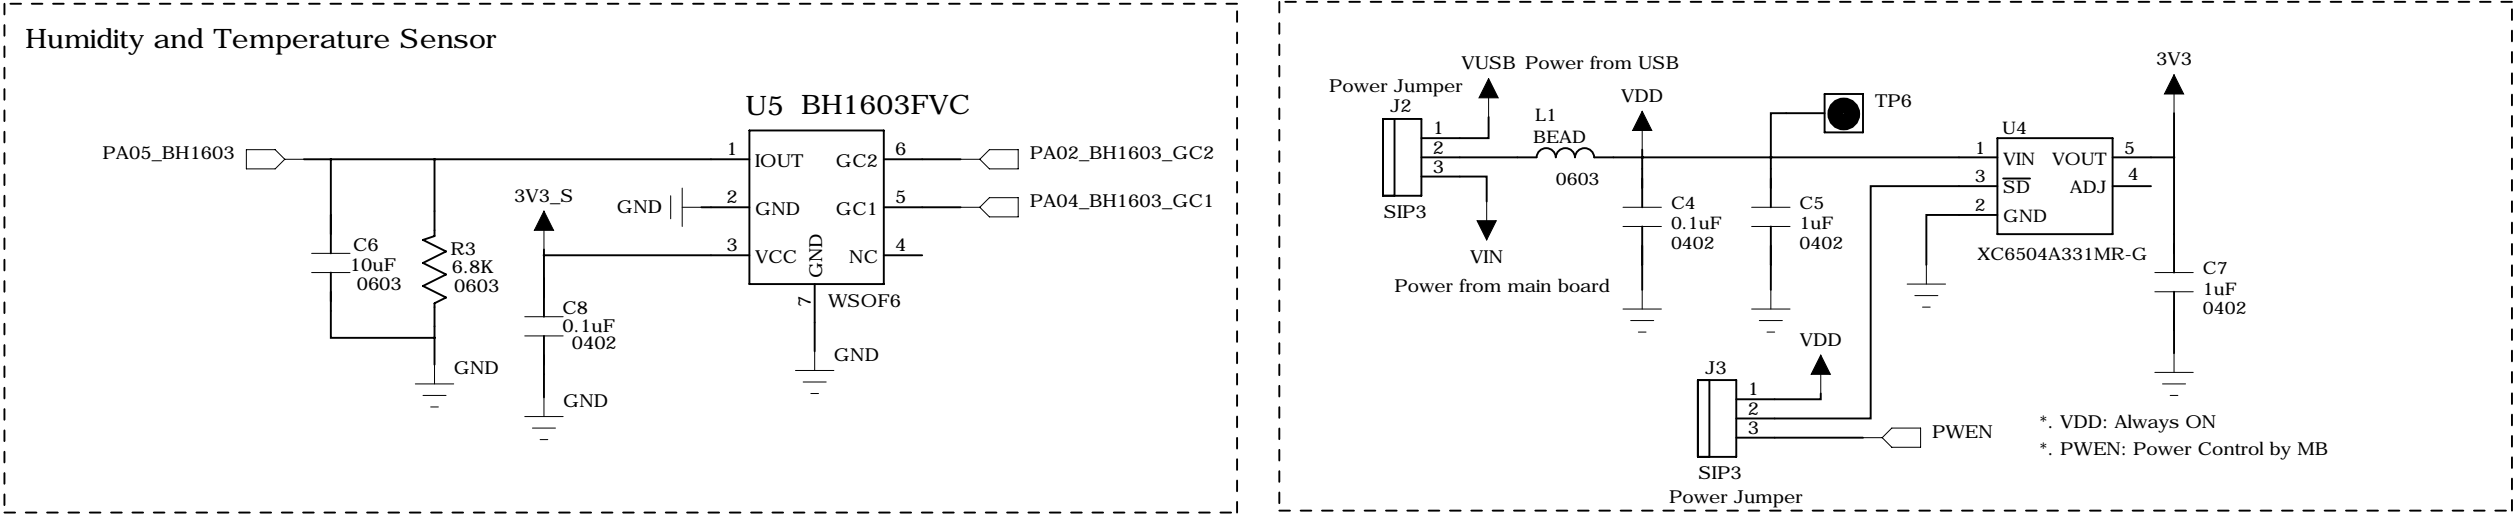 Humidity and Temperature Sensor
U5 BH1603FVC
PA05_BH1603
1
IOUT
GC2
6
PA02_BH1603_GC2
3V3_S
GND
2
GND
GC1
5
PA04_BH1603_GC1
3
VCC
GND
NC
4
C6
10uF
0603
R3
6.8K
0603
7
WSOF6
C8
0.1uF
0402
GND
GND
GND
VUSB Power from USB
Power Jumper
J2
1
2
3
SIP3
VIN
Power from main board
L1
BEAD
0603
VDD
TP6
C4
0.1uF
0402
C5
1uF
0402
3V3
U4
1
VIN
VOUT
5
3
SD
ADJ
4
2
GND
XC6504A331MR-G
C7
1uF
0402
VDD
J3
1
2
3
PWEN
SIP3
Power Jumper
*. VDD: Always ON
*. PWEN: Power Control by MB